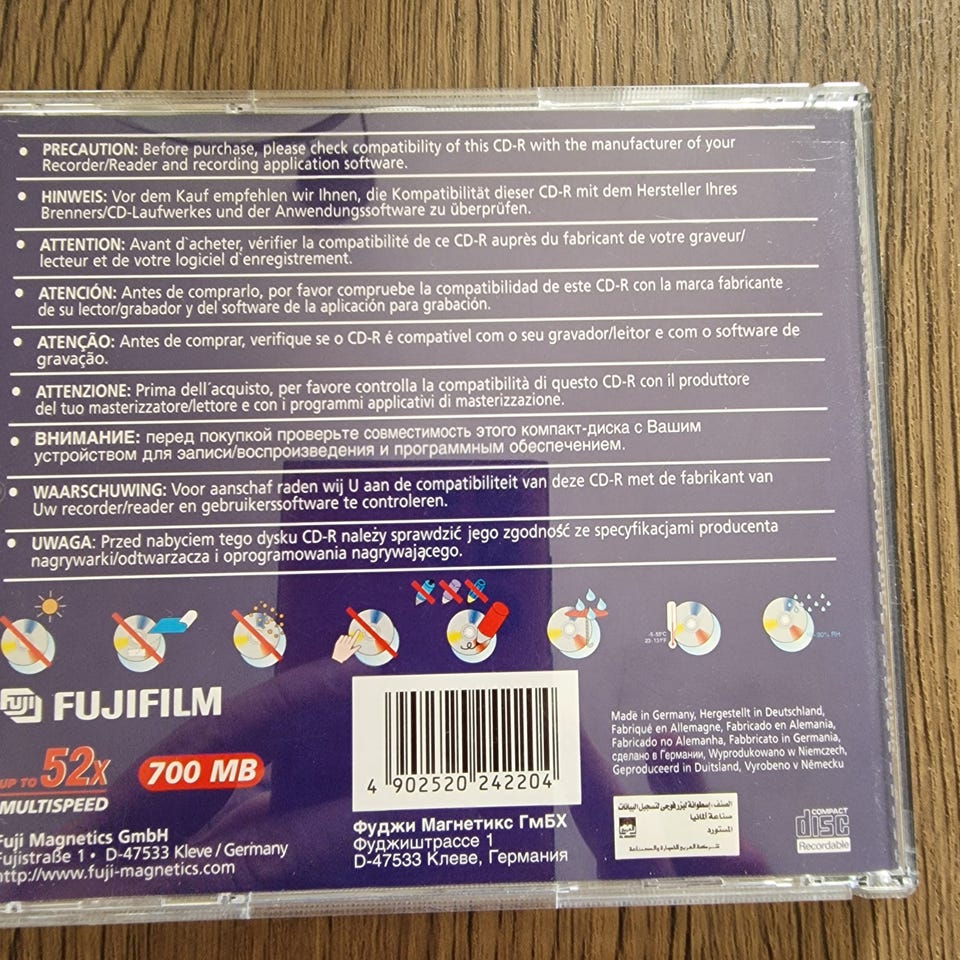 • PRECAUTION: Before purchase, please check compatibility of this CD-R with the manufacturer of your
Recorder/Reader and recording application software.
• HINWEIS: Vor dem Kauf empfehlen wir Ihnen, die Kompatibilität dieser CD-R mit dem Hersteller Ihres
Brenners/CD-Laufwerkes und der Anwendungssoftware zu überprüfen.
• ATTENTION: Avant d`acheter, vérifier la compatibilité de ce CD-R auprès du fabricant de votre graveur/
lecteur et de votre logiciel d`enregistrement.
• ATENCIÓN: Antes de comprarlo, por favor compruebe la compatibilidad de este CD-R con la marca fabricante
de su lector/grabador y del software de la aplicación para grabación.
• ATENÇÃO: Antes de comprar, verifique se o CD-R é compatível com o seu gravador/leitor e com o software de
gravação.
• ATTENZIONE: Prima dell´acquisto, per favore controlla la compatibilità di questo CD-R con il produttore
del tuo masterizzatore/lettore e con i programmi applicativi di masterizzazione.
• ВНИМАНИЕ: перед покупкой проверьте совместимость этого компакт-диска с Вашим
устройством для записи/воспроизведения и программным обеспечением.
• WAARSCHUWING: Voor aanschaf raden wij U aan de compatibiliteit van deze CD-R met de fabrikant van
Uw recorder/reader en gebruikerssoftware te controleren.
• UWAGA: Przed nabyciem tego dysku CD-R należy sprawdzić jego zgodność ze specyfikacjami producenta
nagrywarki/odtwarzacza i oprogramowania nagrywającego.
FUJI FUJIFILM
UP TO 52X
MULTISPEED
700 MB
Fuji Magnetics GmbH
Fujistraße 1 • D-47533 Kleve / Germany
http://www.fuji-magnetics.com
4 902520 242204
Фуджи Магнетикс ГмБХ
Фуджиштрассе 1
D-47533 Клеве, Германия
Made in Germany, Hergestellt in Deutschland,
Fabriqué en Allemagne, Fabricado en Alemania,
Fabricado no Alemanha, Fabbricato in Germania,
сделано в Германии, Wyprodukowano w Niemczech,
Geproduceerd in Duitsland, Vyrobeno v Německu
الصنف: إسطوانة ليزر فوجى لتسجيل البيانات
صناعة ألمانيا
المستورد
COMPACT
disc
Recordable